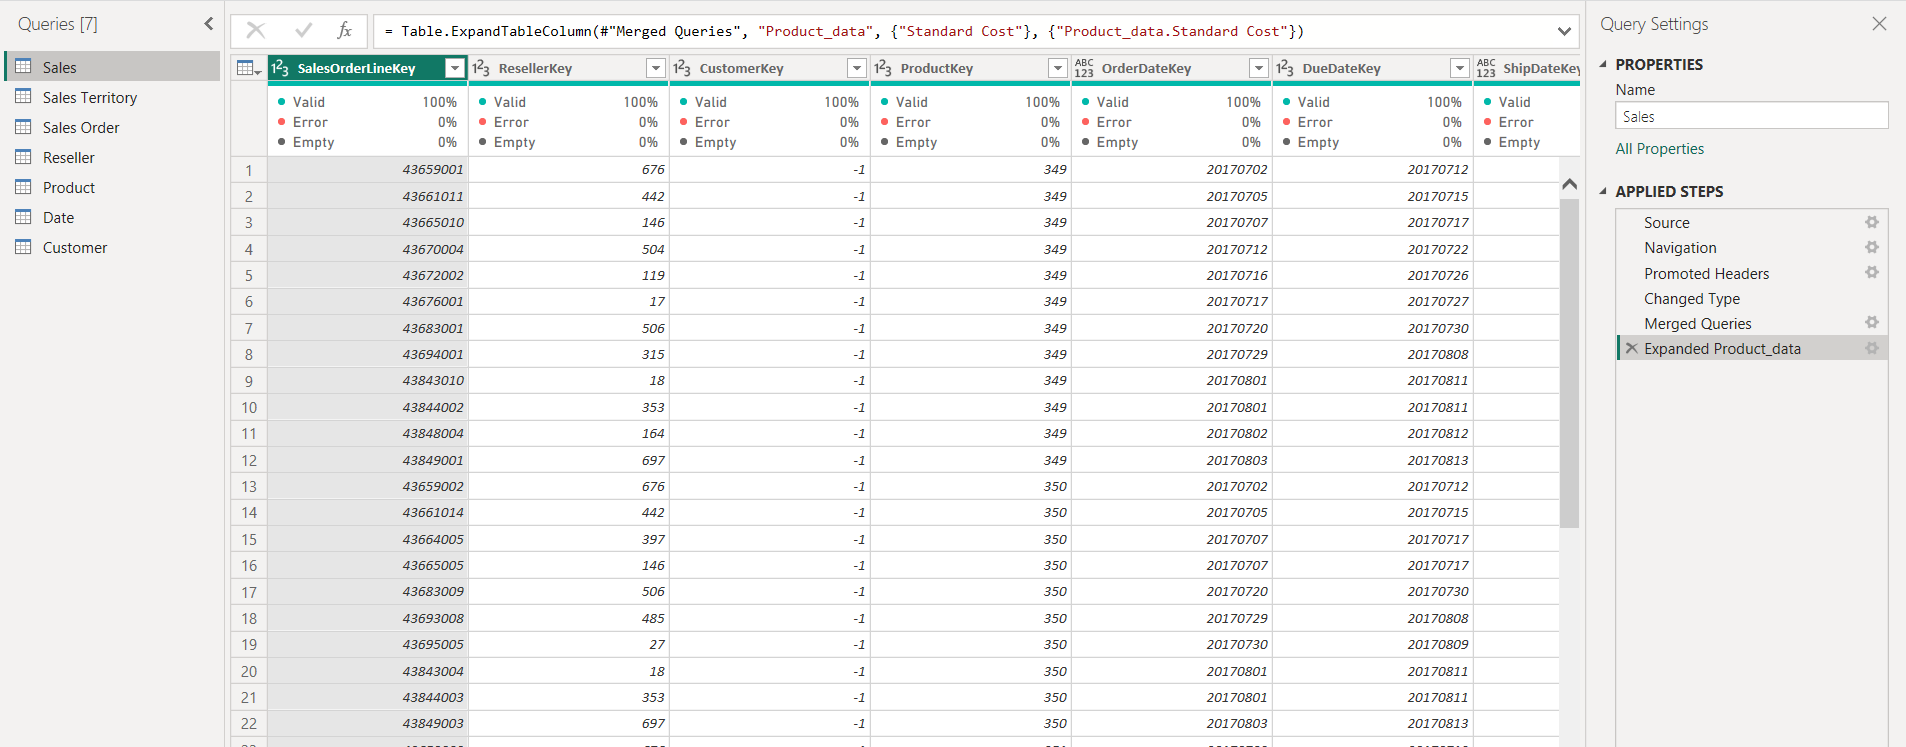 Queries [7]
Sales
Sales Territory
Sales Order
Reseller
Product
Date
Customer
fx = Table.ExpandTableColumn(#"Merged Queries", "Product_data", {"Standard Cost"}, {"Product_data.Standard Cost"})
1²3 SalesOrderLineKey 1²3 ResellerKey 1²3 CustomerKey 1²3 ProductKey ABC 123 OrderDateKey 1²3 DueDateKey ABC 123 ShipDateKey
Valid 100% Valid 100% Valid 100% Valid 100% Valid 100% Valid 100% Valid
Error 0% Error 0% Error 0% Error 0% Error 0% Error 0% Error
Empty 0% Empty 0% Empty 0% Empty 0% Empty 0% Empty 0% Empty
1 43659001 676 -1 349 20170702 20170712
2 43661011 442 -1 349 20170705 20170715
3 43665010 146 -1 349 20170707 20170717
4 43670004 504 -1 349 20170712 20170722
5 43672002 119 -1 349 20170716 20170726
6 43676001 17 -1 349 20170717 20170727
7 43683001 506 -1 349 20170720 20170730
8 43694001 315 -1 349 20170729 20170808
9 43843010 18 -1 349 20170801 20170811
10 43844002 353 -1 349 20170801 20170811
11 43848004 164 -1 349 20170802 20170812
12 43849001 697 -1 349 20170803 20170813
13 43659002 676 -1 350 20170702 20170712
14 43661014 442 -1 350 20170705 20170715
15 43664005 397 -1 350 20170707 20170717
16 43665005 146 -1 350 20170707 20170717
17 43683009 506 -1 350 20170720 20170730
18 43693008 485 -1 350 20170729 20170808
19 43695005 27 -1 350 20170730 20170809
20 43843004 18 -1 350 20170801 20170811
21 43844003 353 -1 350 20170801 20170811
22 43849003 697 -1 350 20170803 20170813
Query Settings
PROPERTIES
Name
Sales
All Properties
APPLIED STEPS
Source
Navigation
Promoted Headers
Changed Type
Merged Queries
Expanded Product_data